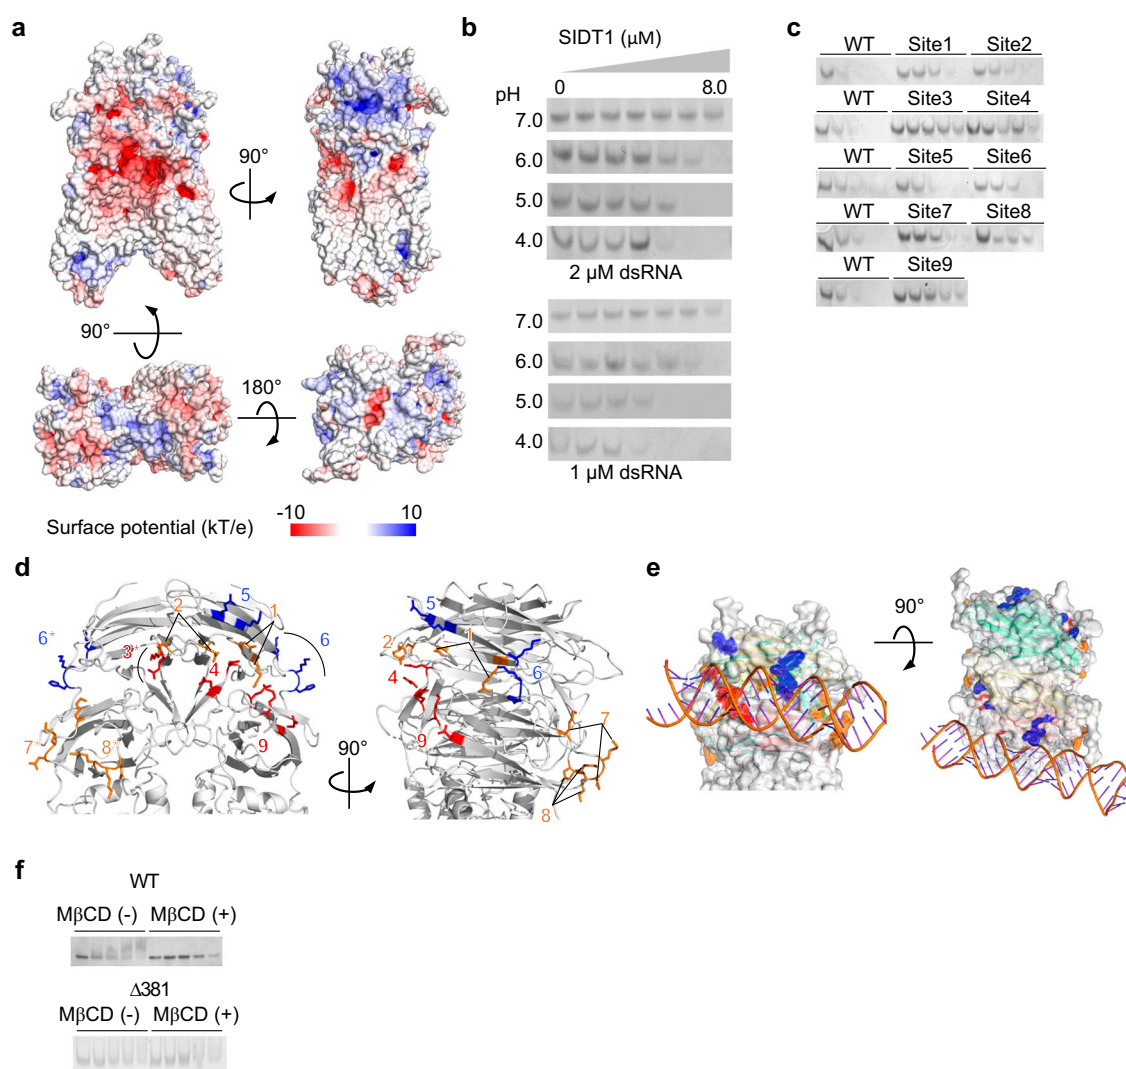 a
90°
90°
180°
Surface potential (kT/e)
-10
10
b
SIDT1 (μM)
pH
0
8.0
7.0
6.0
5.0
4.0
2 μM dsRNA
7.0
6.0
5.0
4.0
1 μM dsRNA
c
WT Site1 Site2
WT Site3 Site4
WT Site5 Site6
WT Site7 Site8
WT Site9
d
5
2
1
6*
3*
4
6
7*
8*
9
90°
5
2
1
4
6
9
7
8
e
90°
f
WT
MβCD (-) MβCD (+)
Δ381
MβCD (-) MβCD (+)